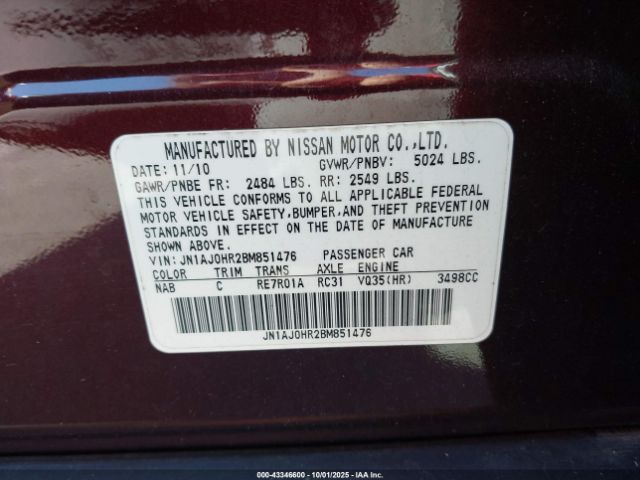 MANUFACTURED BY NISSAN MOTOR CO.,LTD.
DATE: 11/10 GVWR/PNBV: 5024 LBS.
GAWR/PNBE FR: 2484 LBS. RR: 2549 LBS.
THIS VEHICLE CONFORMS TO ALL APPLICABLE FEDERAL
MOTOR VEHICLE SAFETY, BUMPER, AND THEFT PREVENTION
STANDARDS IN EFFECT ON THE DATE OF MANUFACTURE
SHOWN ABOVE.
VIN: JN1AJ0HR2BM851476 PASSENGER CAR
COLOR TRIM TRANS AXLE ENGINE
NAB C RE7R01A RC31 VQ35(HR) 3498CC
JN1AJ0HR2BM851476
000-43346600 - 10/01/2025 - IAAI.COM